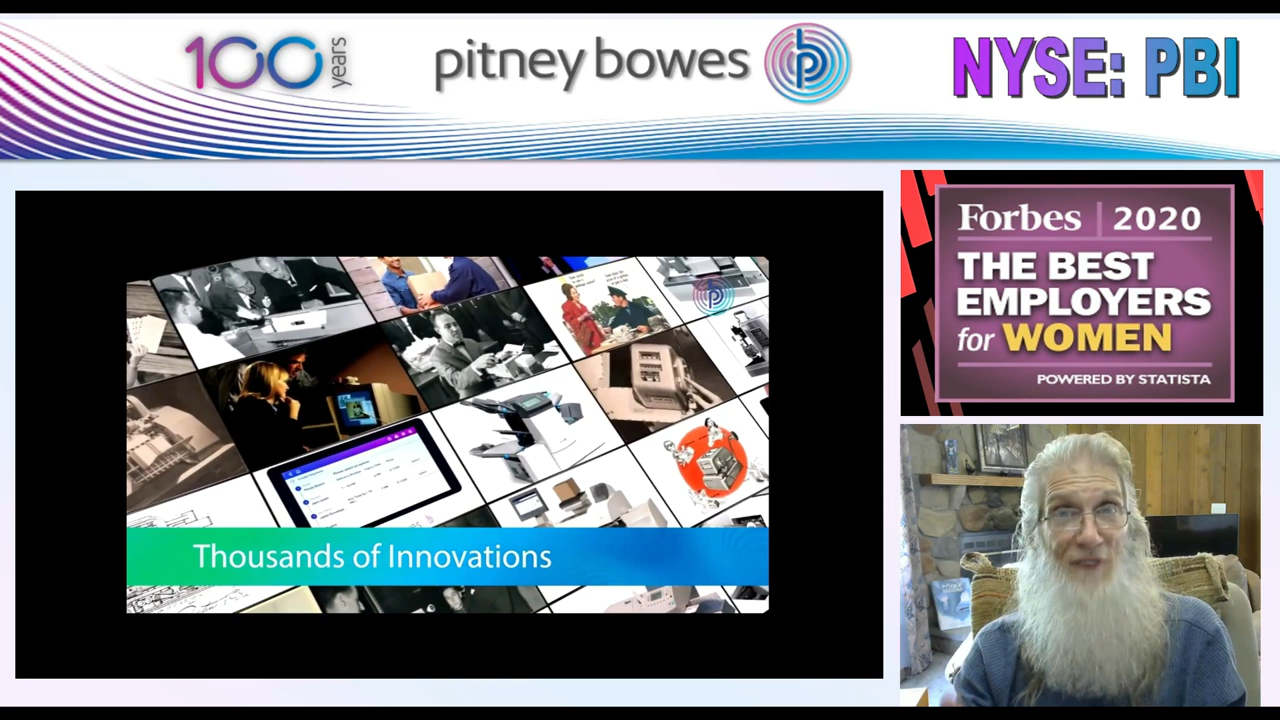 100 years
pitney bowes
NYSE: PBI
Forbes | 2020
THE BEST
EMPLOYERS
for WOMEN
POWERED BY STATISTA
Thousands of Innovations